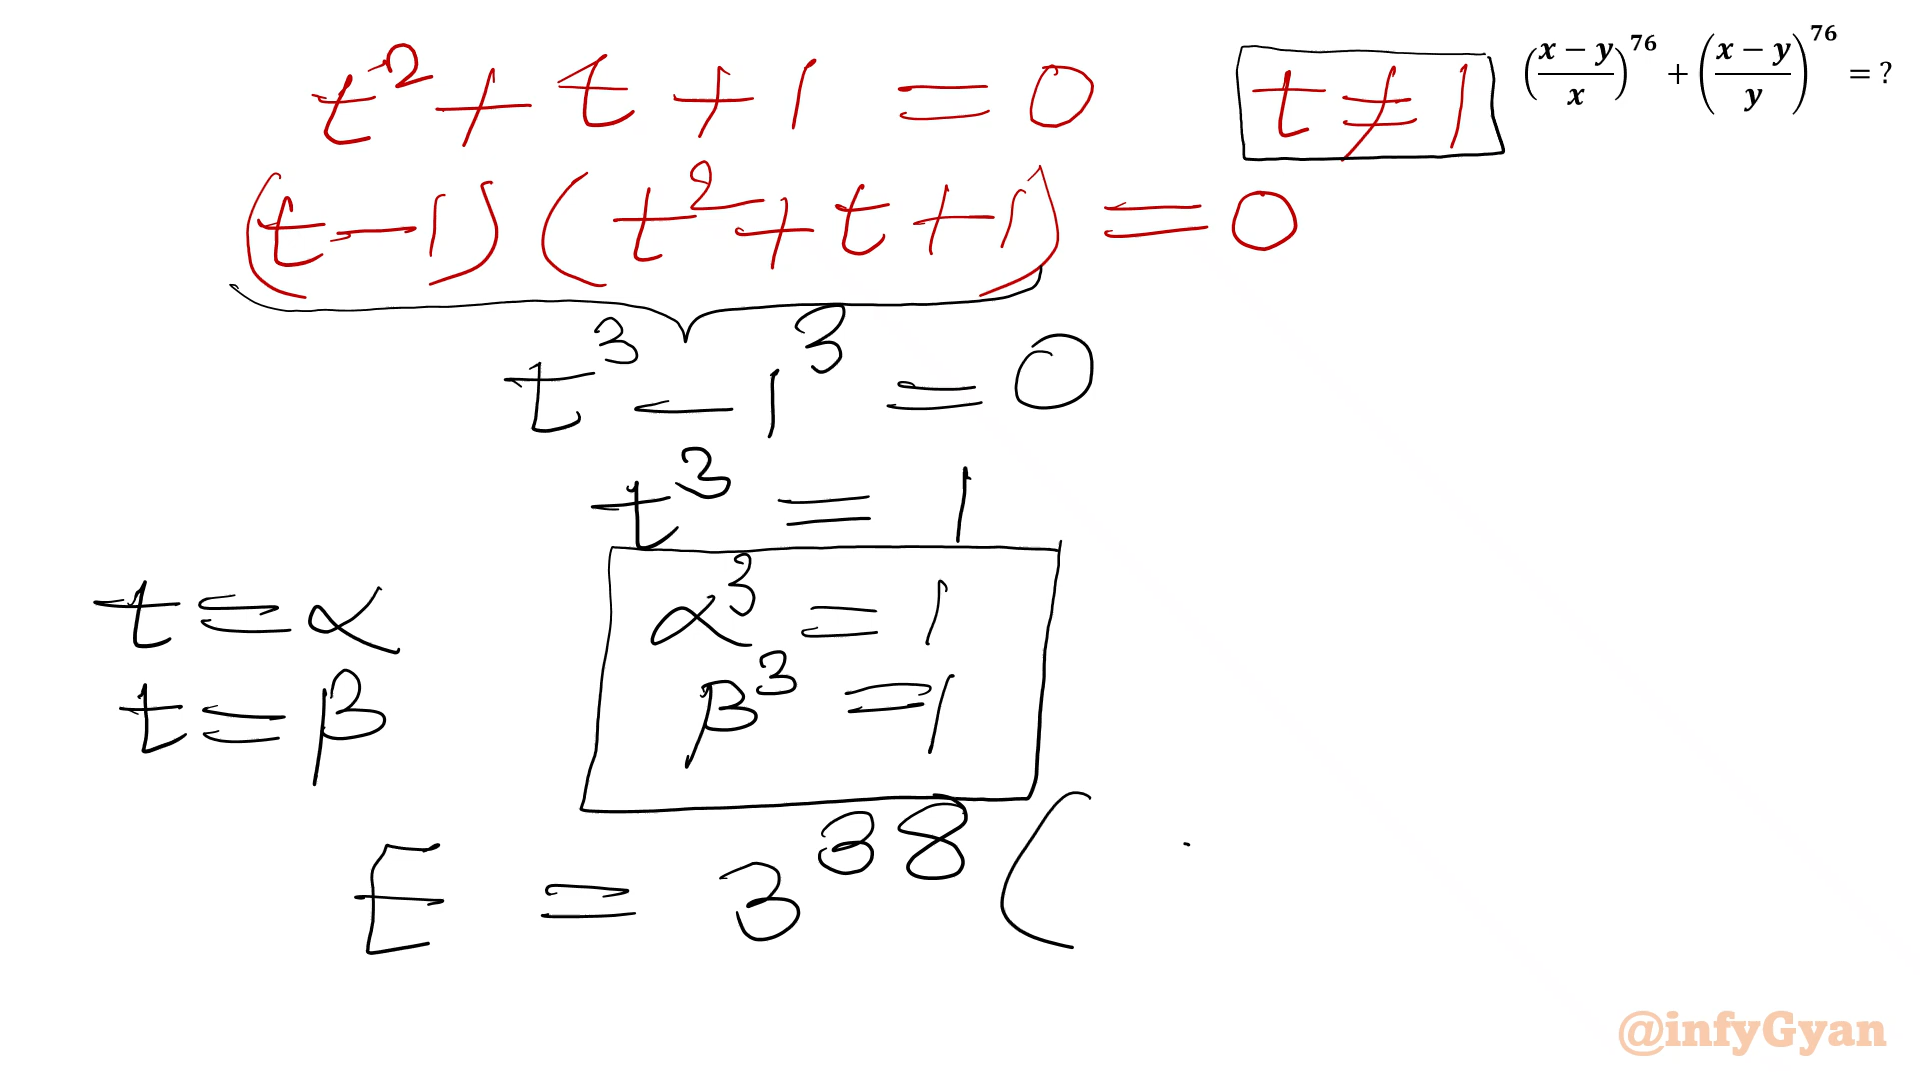 t² + t + 1 = 0
t ≠ 1
((x − y)/x)^76 + ((x − y)/y)^76 = ?
(t − 1) (t² + t + 1) = 0
t³ − 1³ = 0
t³ = 1
t = α
α³ = 1
t = β
β³ = 1
E = 3^38 (
@infyGyan